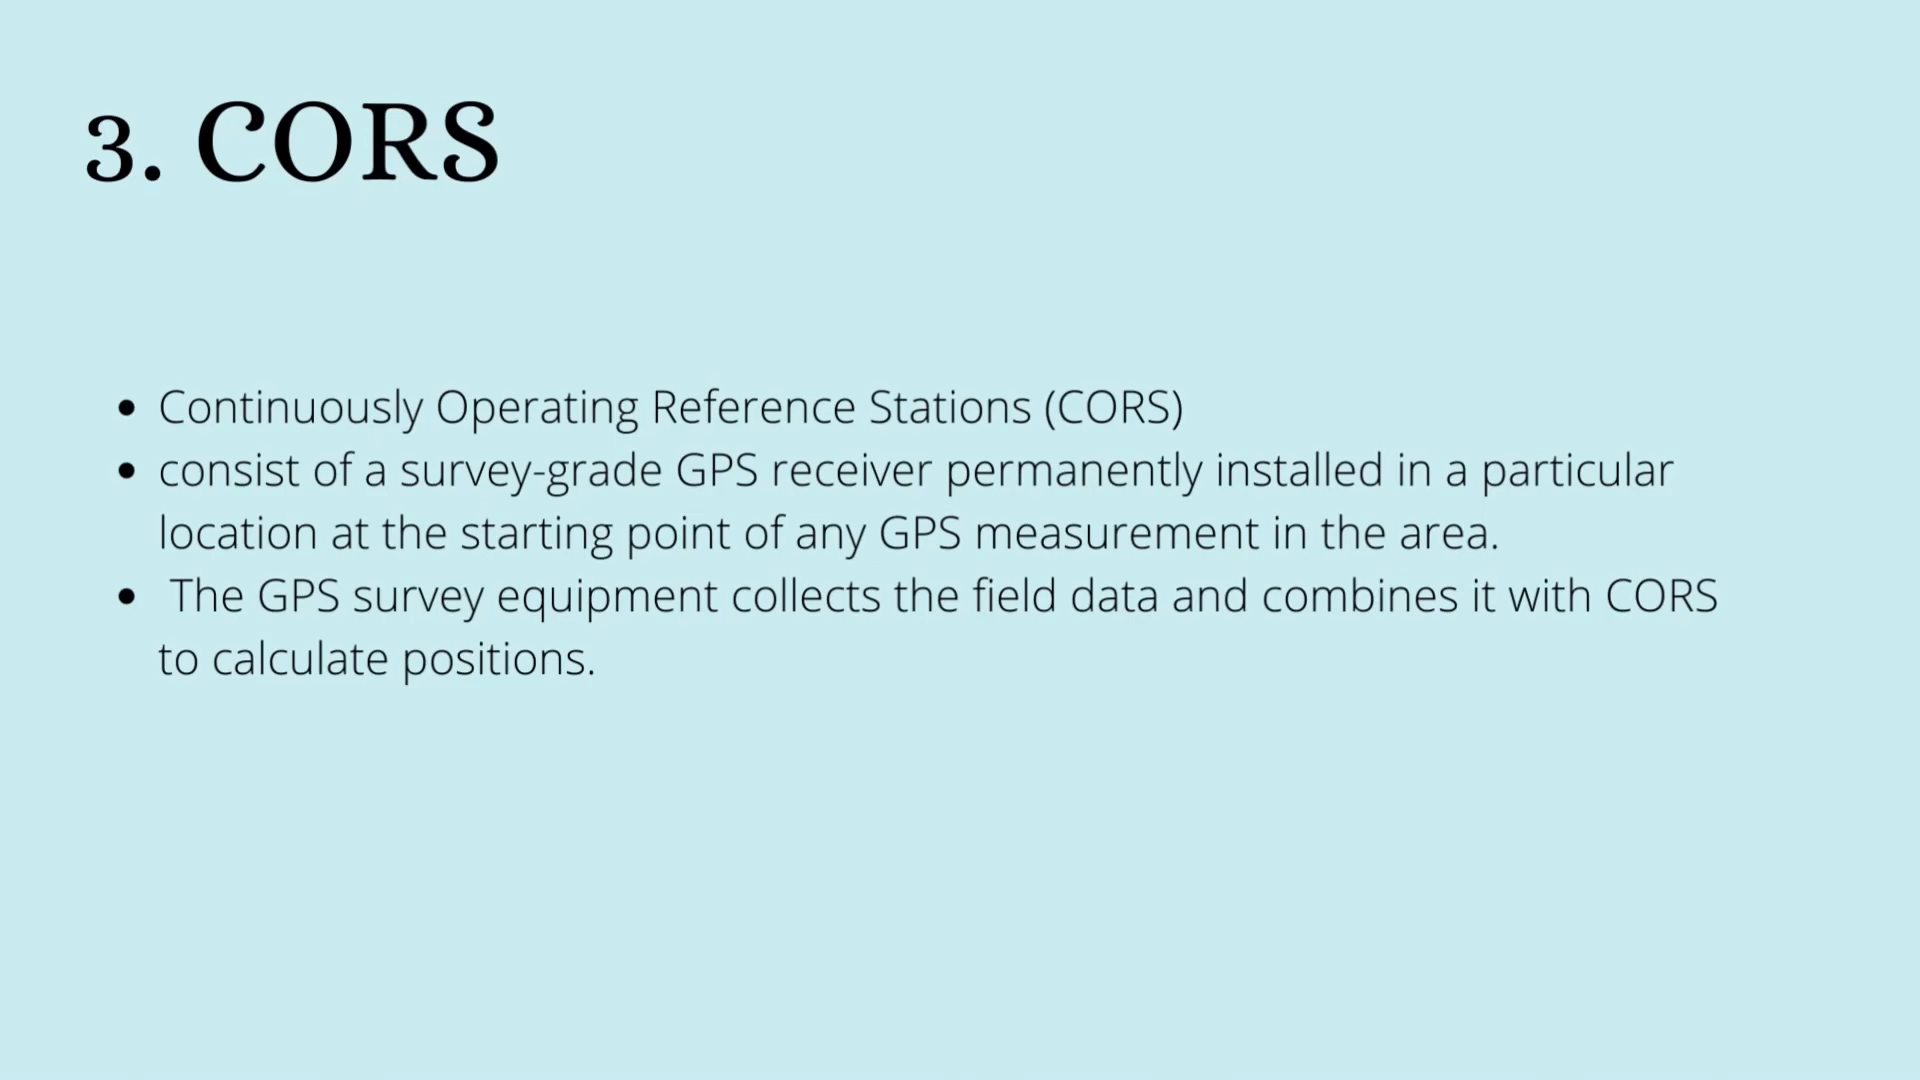 3. CORS
• Continuously Operating Reference Stations (CORS)
• consist of a survey-grade GPS receiver permanently installed in a particular
location at the starting point of any GPS measurement in the area.
• The GPS survey equipment collects the field data and combines it with CORS
to calculate positions.